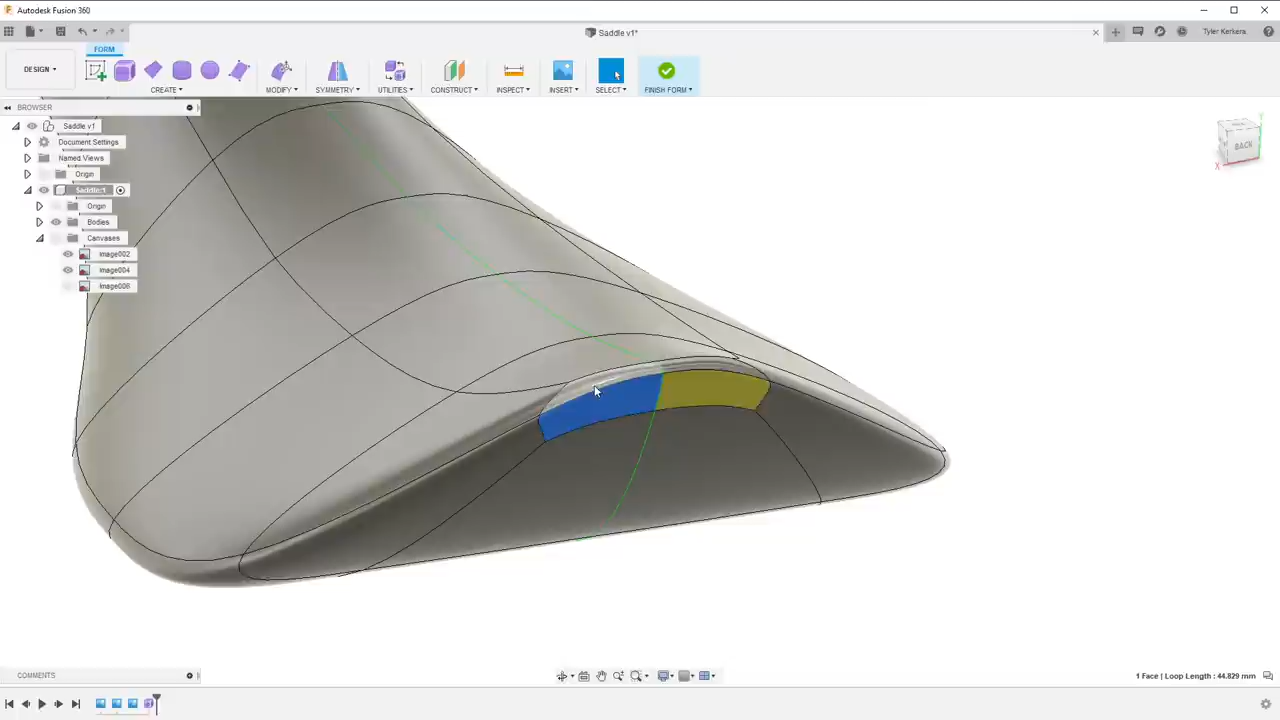 Autodesk Fusion 360
Saddle v1*
Tyler Kerkera
FORM
DESIGN
CREATE
MODIFY
SYMMETRY
UTILITIES
CONSTRUCT
INSPECT
INSERT
SELECT
FINISH FORM
BROWSER
Saddle v1
Document Settings
Named Views
Origin
Saddle:1
Origin
Bodies
Canvases
image002
image004
image006
BACK
X
Y
COMMENTS
1 Face | Loop Length : 44.829 mm